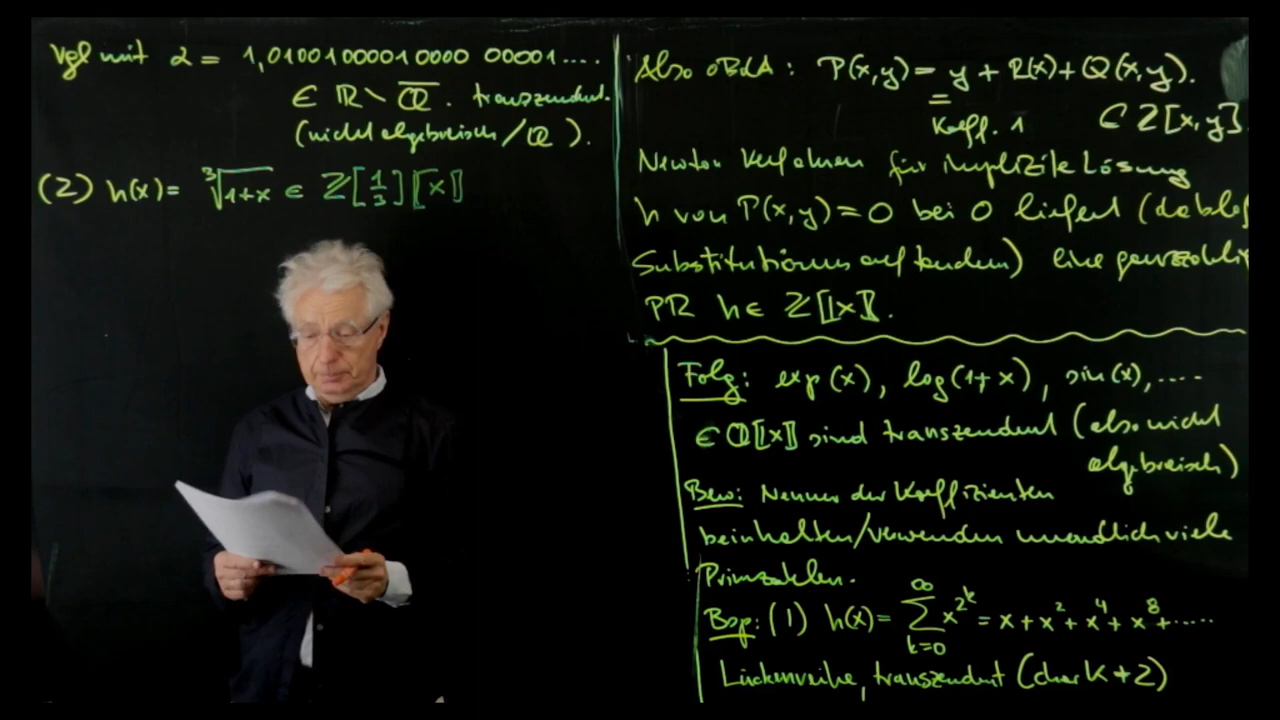 Vgl mit α = 1,0100100001 0000 00001....
∈ ℝ \ ℚ̅. transzendent.
(nicht algebraisch / ℚ).
(2) h(x) = ∛(1+x) ∈ ℤ[1/3]⟦x⟧
Also oBdA: P(x,y) = y + R(x) + Q(x,y).
Koeff. 1 ∈ ℤ[x,y]
Newton Verfahren für implizite Lösung
h von P(x,y) = 0 bei 0 liefert (da bloß
Substitutionen auftauchen) eine ganzzahli
PR h ∈ ℤ⟦x⟧.
Folg: exp(x), log(1+x), sin(x), ....
∈ ℚ⟦x⟧ sind transzendent (also nicht
algebraisch)
Bew: Nenner der Koeffizienten
beinhalten/verwenden unendlich viele
Primzahlen.
Bsp: (1) h(x) = ∑_{k=0}^{∞} x^{2^k} = x + x² + x⁴ + x⁸ + ......
Lückenreihe, transzendent (char K ≠ 2)